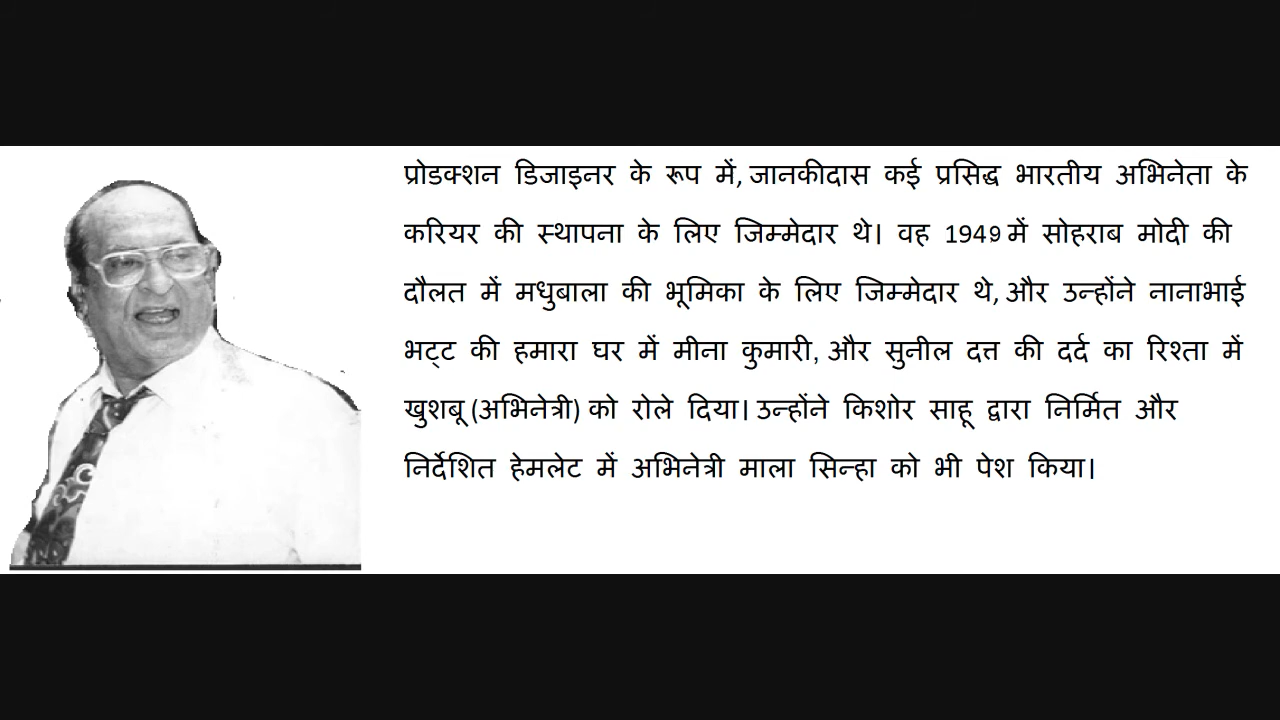 प्रोडक्शन डिजाइनर के रूप में, जानकीदास कई प्रसिद्ध भारतीय अभिनेता के
करियर की स्थापना के लिए जिम्मेदार थे। वह 1949 में सोहराब मोदी की
दौलत में मधुबाला की भूमिका के लिए जिम्मेदार थे, और उन्होंने नानाभाई
भट्ट की हमारा घर में मीना कुमारी, और सुनील दत्त की दर्द का रिश्ता में
खुशबू (अभिनेत्री) को रोले दिया। उन्होंने किशोर साहू द्वारा निर्मित और
निर्देशित हेमलेट में अभिनेत्री माला सिन्हा को भी पेश किया।